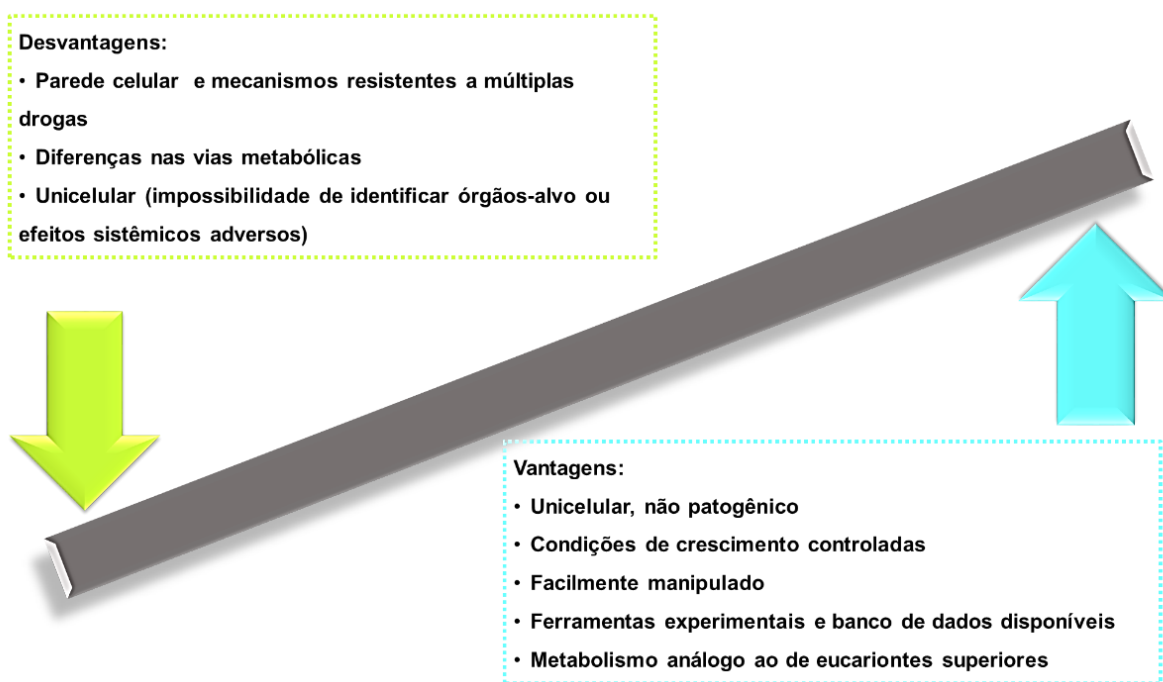 Desvantagens:
• Parede celular e mecanismos resistentes a múltiplas
drogas
• Diferenças nas vias metabólicas
• Unicelular (impossibilidade de identificar órgãos-alvo ou
efeitos sistêmicos adversos)
Vantagens:
• Unicelular, não patogênico
• Condições de crescimento controladas
• Facilmente manipulado
• Ferramentas experimentais e banco de dados disponíveis
• Metabolismo análogo ao de eucariontes superiores